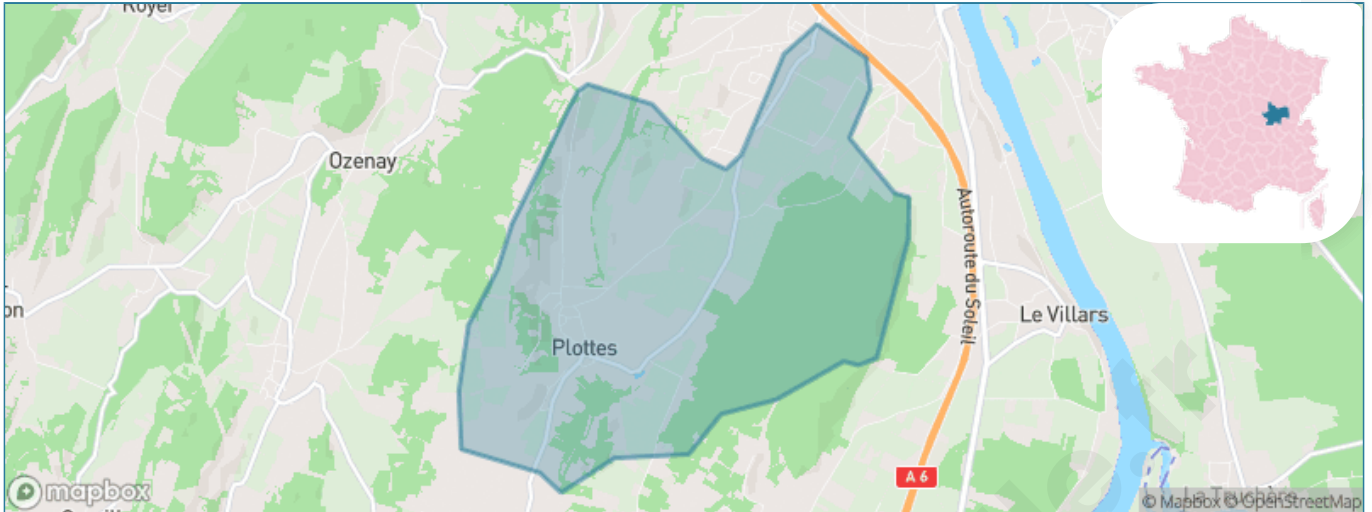 Royer
Ozenay
Autoroute du Soleil
on
Le Villars
Plottes
A 6
mapbox
© Mapbox © OpenStreetMap